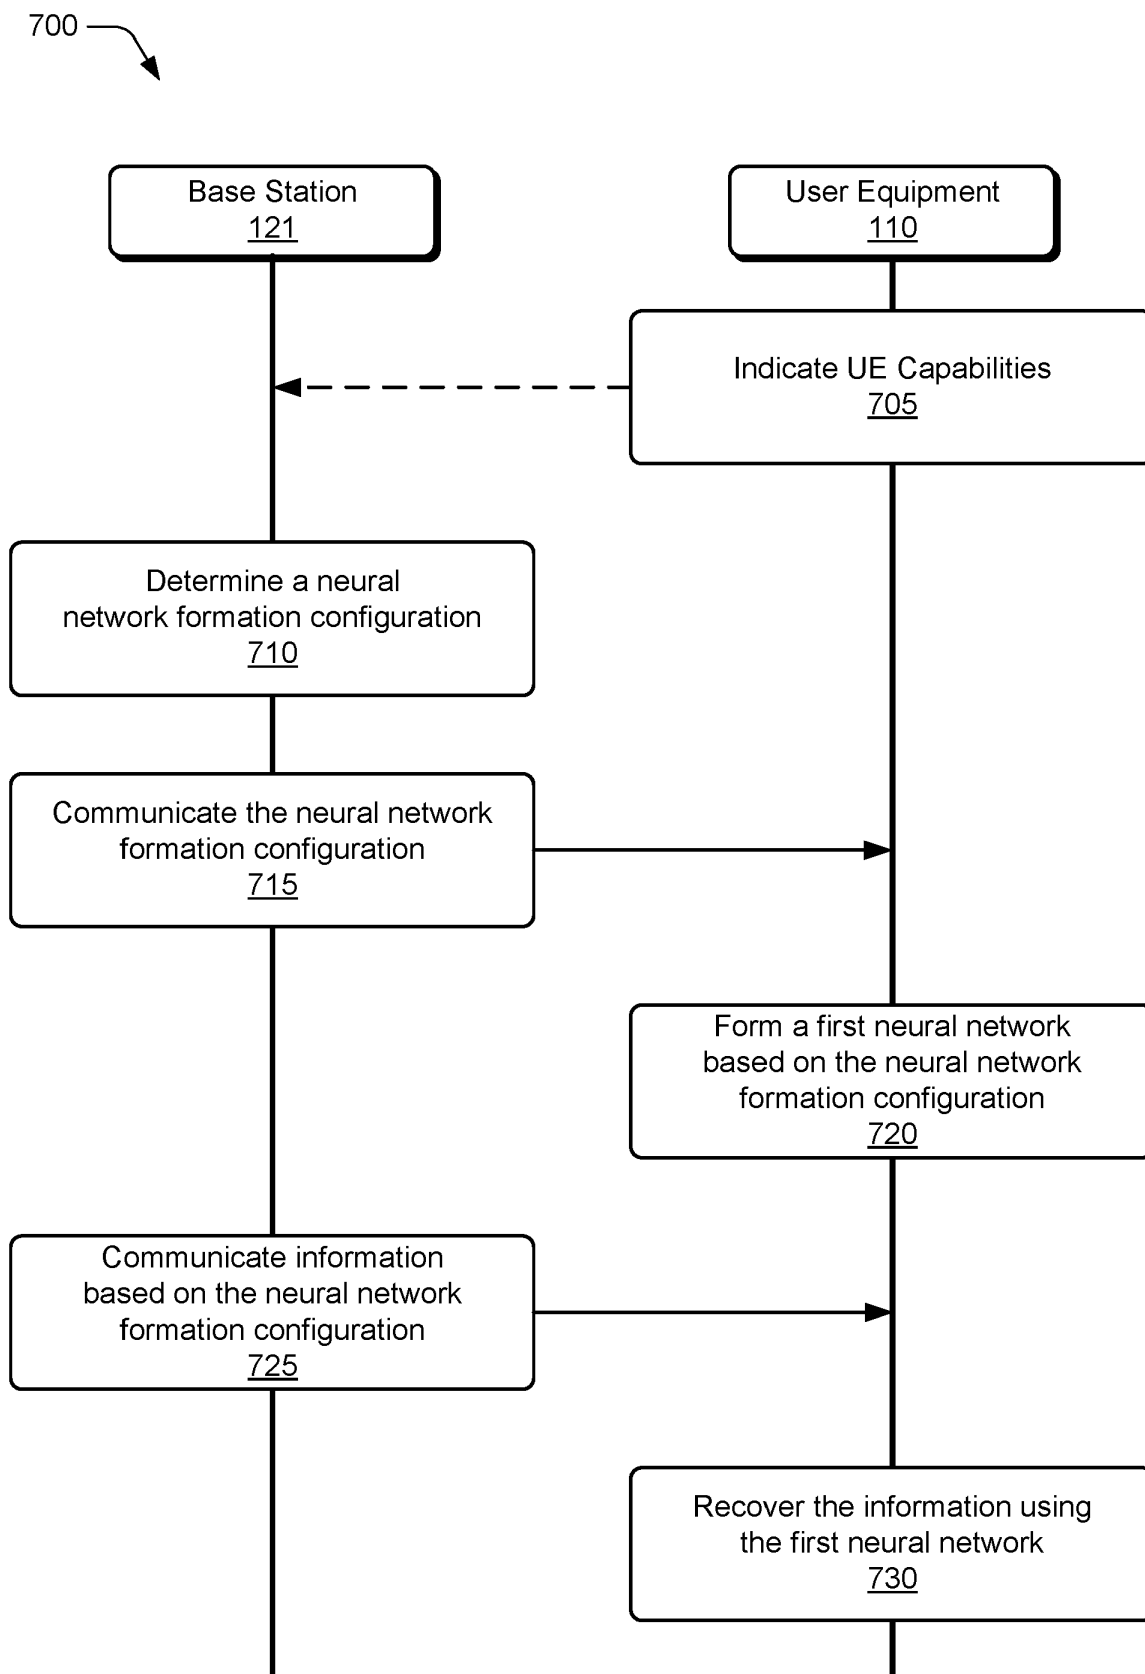 700
Base Station
121
User Equipment
110
Indicate UE Capabilities
705
Determine a neural
network formation configuration
710
Communicate the neural network
formation configuration
715
Form a first neural network
based on the neural network
formation configuration
720
Communicate information
based on the neural network
formation configuration
725
Recover the information using
the first neural network
730